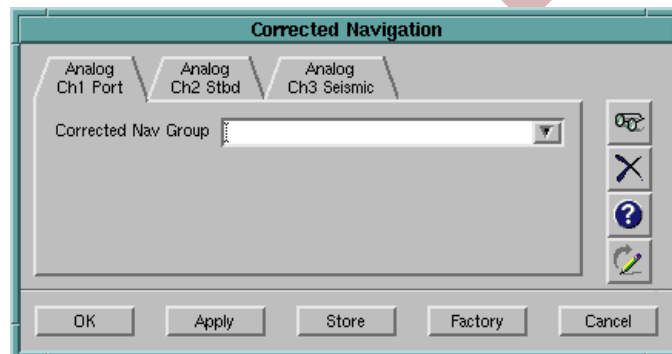 Corrected Navigation
Analog
Ch1 Port
Analog
Ch2 Stbd
Analog
Ch3 Seismic
Corrected Nav Group
OK
Apply
Store
Factory
Cancel